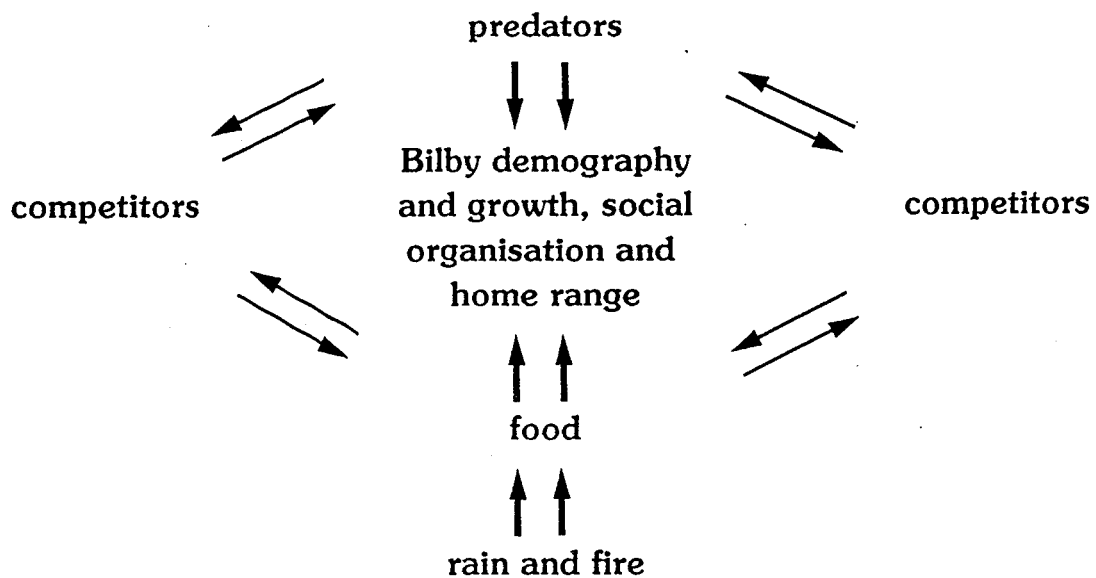 predators
Bilby demography
and growth, social
organisation and
home range
competitors
competitors
food
rain and fire